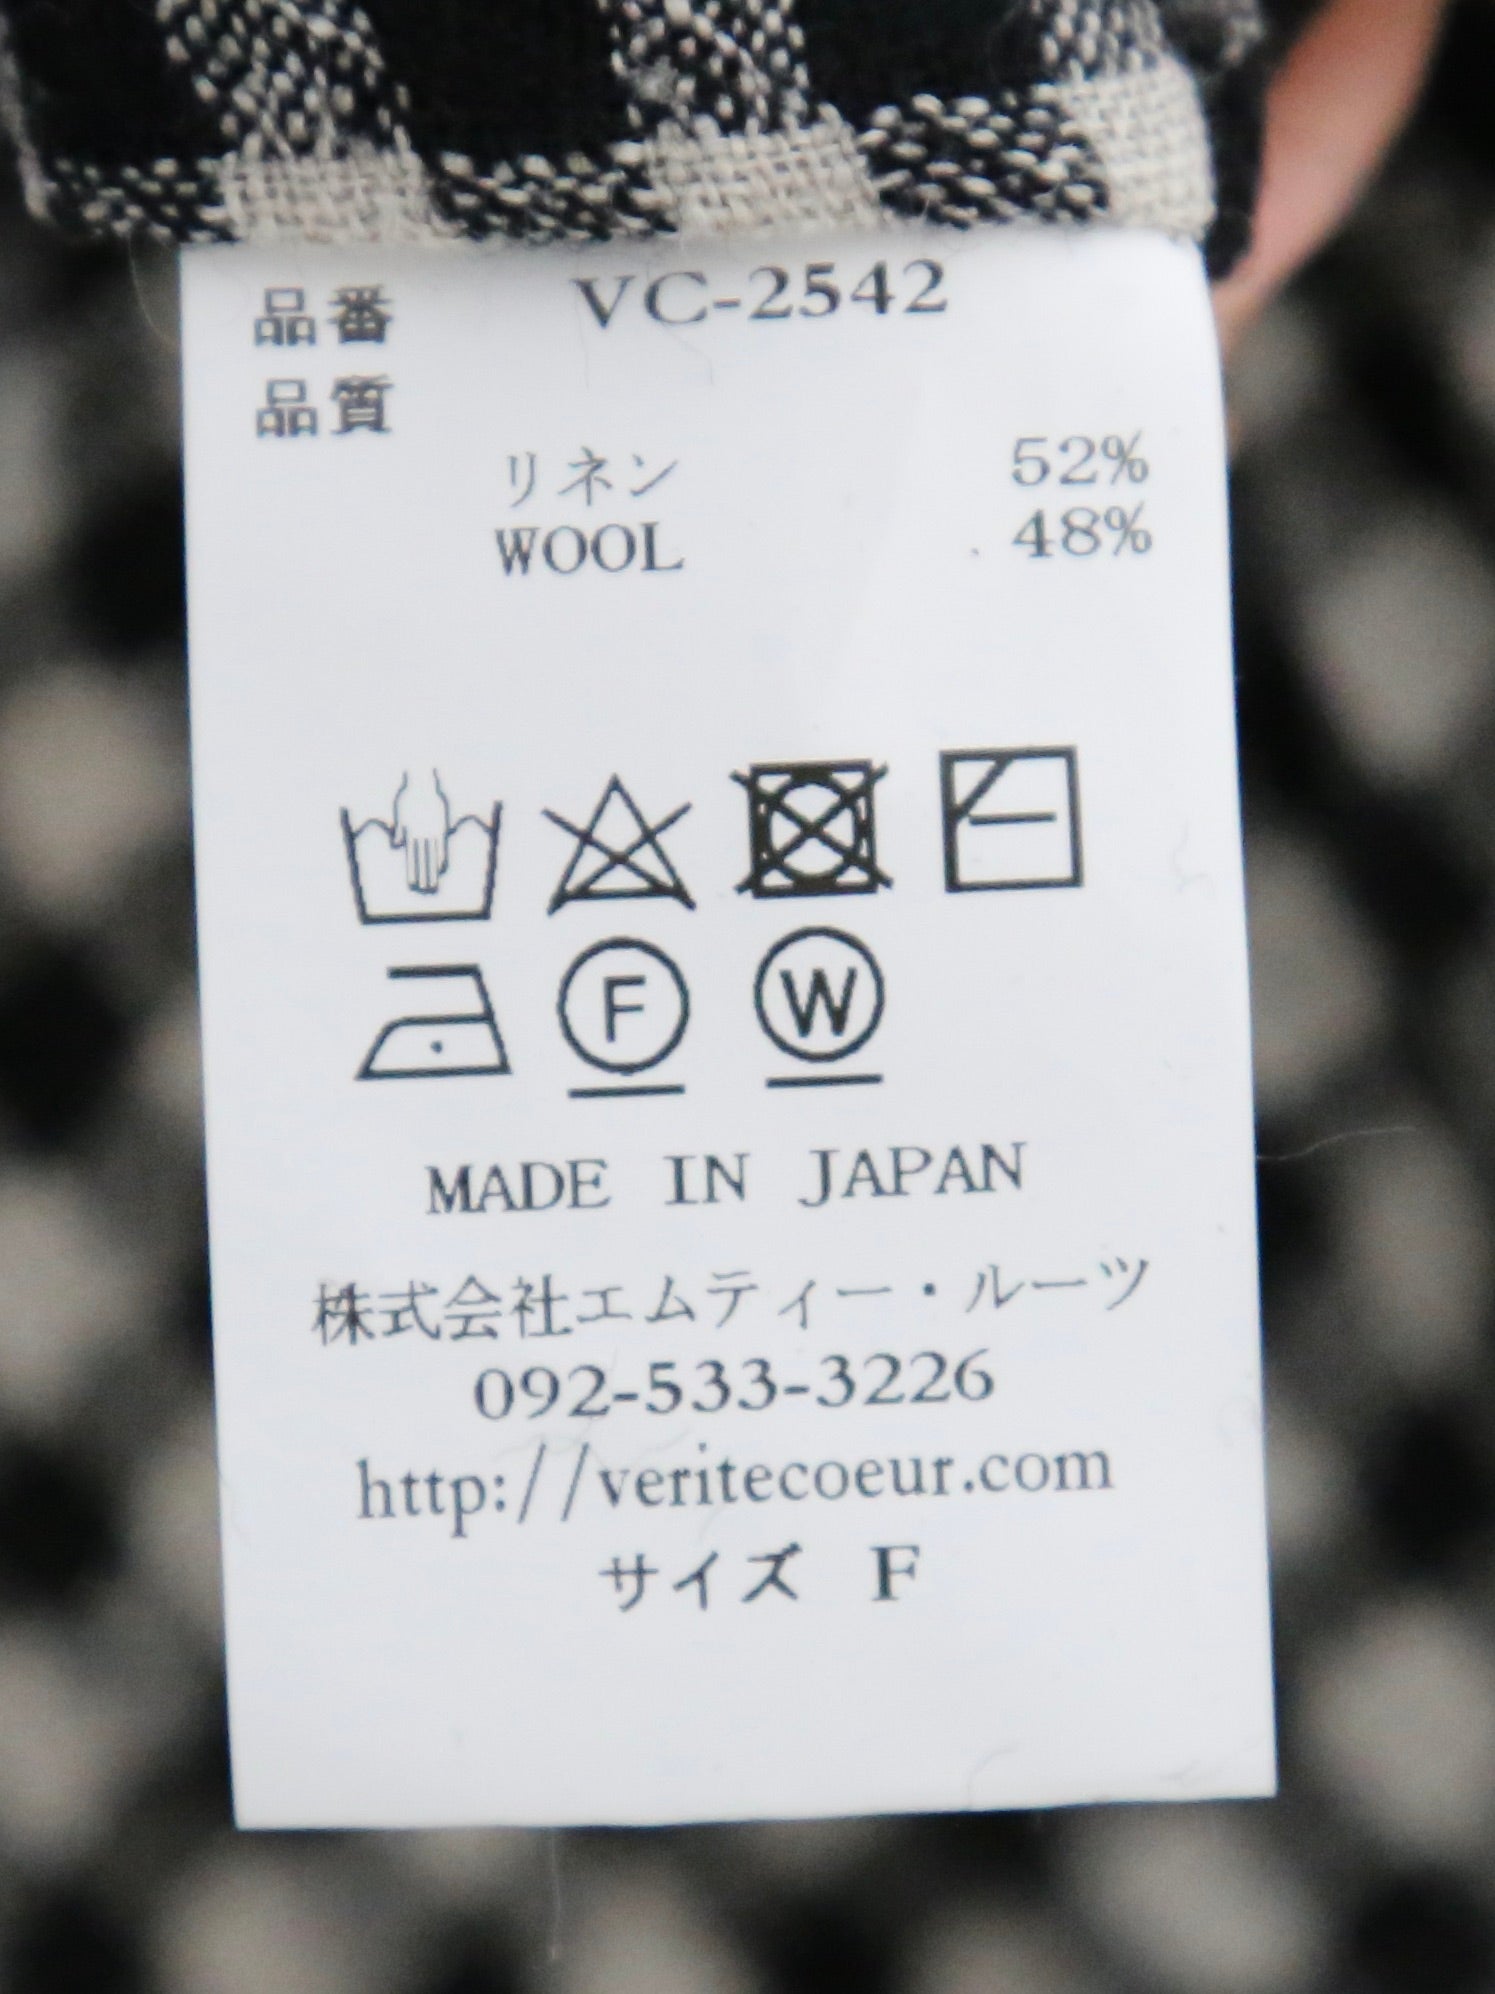 品番 VC-2542
品質
リネン 52%
WOOL 48%
F W
MADE IN JAPAN
株式会社エムティー・ルーツ
092-533-3226
http://veritecoeur.com
サイズ F